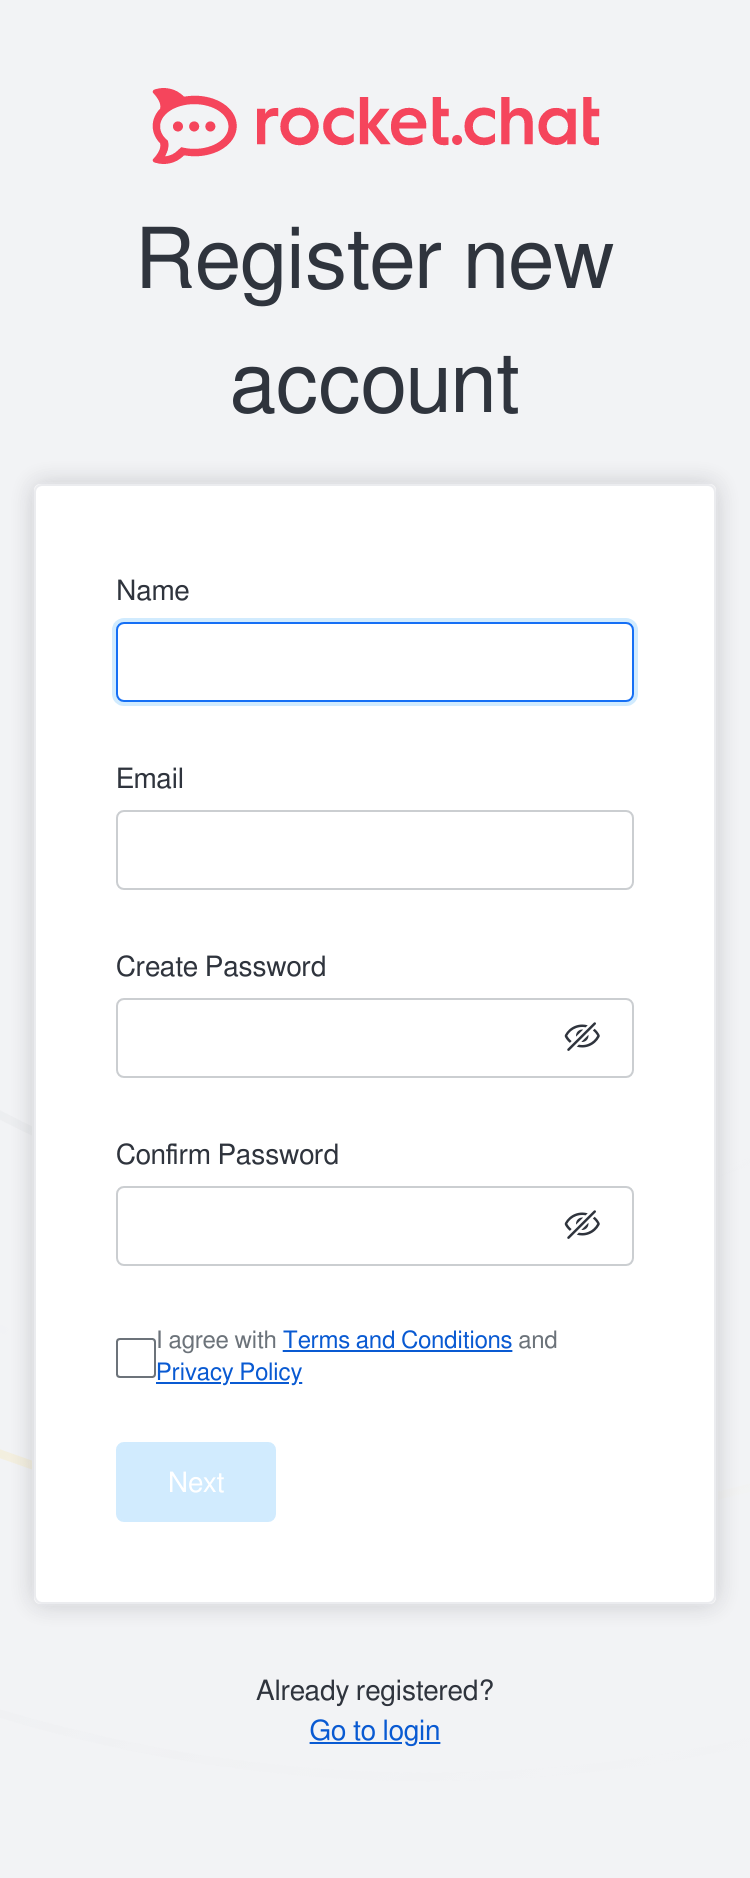 rocket.chat
Register new
account
Name
Email
Create Password
Confirm Password
I agree with Terms and Conditions and
Privacy Policy
Next
Already registered?
Go to login